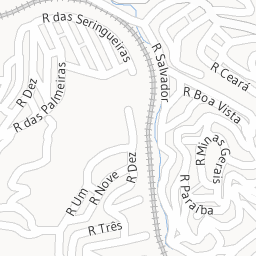 R das Seringueiras
R Salvador
R Ceará
R Dez
R das Palmeiras
R Boa Vista
R Minas Gerais
R Dez
R Um
R Nove
R Paraíba
R Três